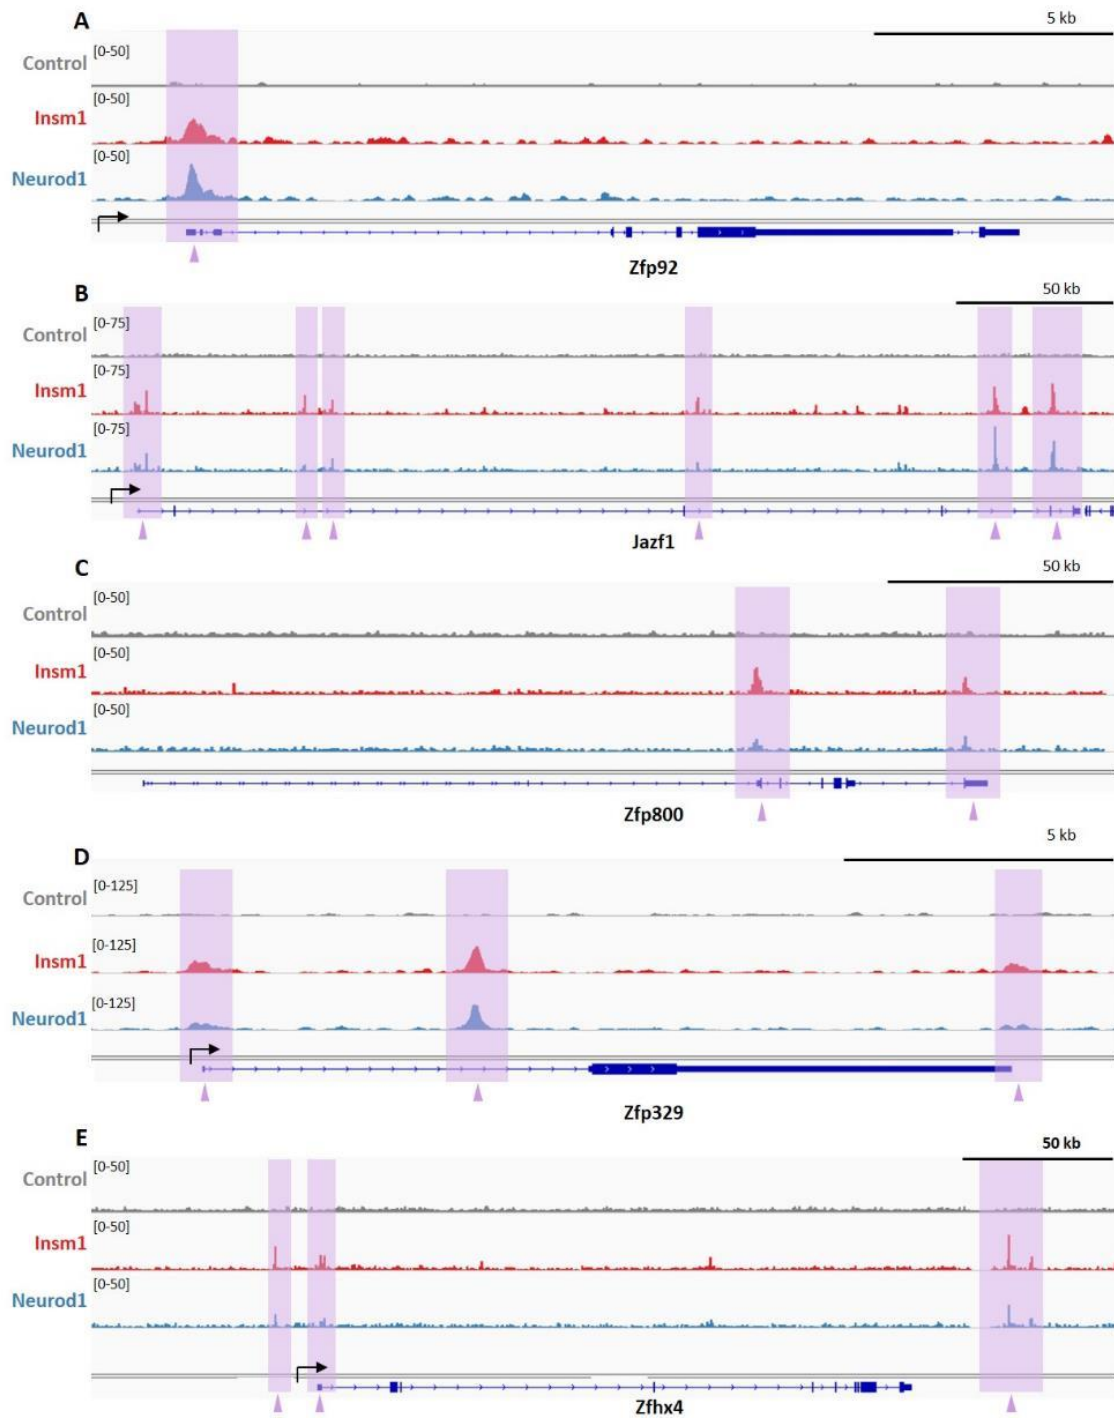 A
5 kb
Control [0-50]
Insm1 [0-50]
Neurod1 [0-50]
Zfp92
B
50 kb
Control [0-75]
Insm1 [0-75]
Neurod1 [0-75]
Jazf1
C
50 kb
Control [0-50]
Insm1 [0-50]
Neurod1 [0-50]
Zfp800
D
5 kb
Control [0-125]
Insm1 [0-125]
Neurod1 [0-125]
Zfp329
E
50 kb
Control [0-50]
Insm1 [0-50]
Neurod1 [0-50]
Zfhx4